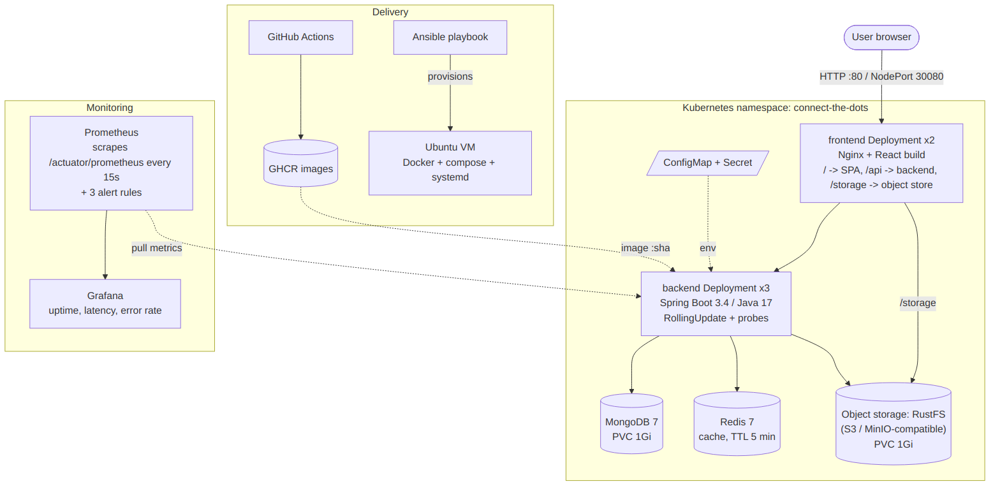 Delivery
GitHub Actions
Ansible playbook
provisions
GHCR images
Ubuntu VM
Docker + compose +
systemd
Monitoring
Prometheus
scrapes
/actuator/prometheus every
15s
+ 3 alert rules
pull metrics
Grafana
uptime, latency, error rate
User browser
HTTP :80 / NodePort 30080
Kubernetes namespace: connect-the-dots
frontend Deployment x2
Nginx + React build
/ -> SPA, /api -> backend,
/storage -> object store
ConfigMap + Secret
image :sha
env
/storage
backend Deployment x3
Spring Boot 3.4 / Java 17
RollingUpdate + probes
MongoDB 7
PVC 1Gi
Redis 7
cache, TTL 5 min
Object storage: RustFS
(S3 / MinIO-compatible)
PVC 1Gi